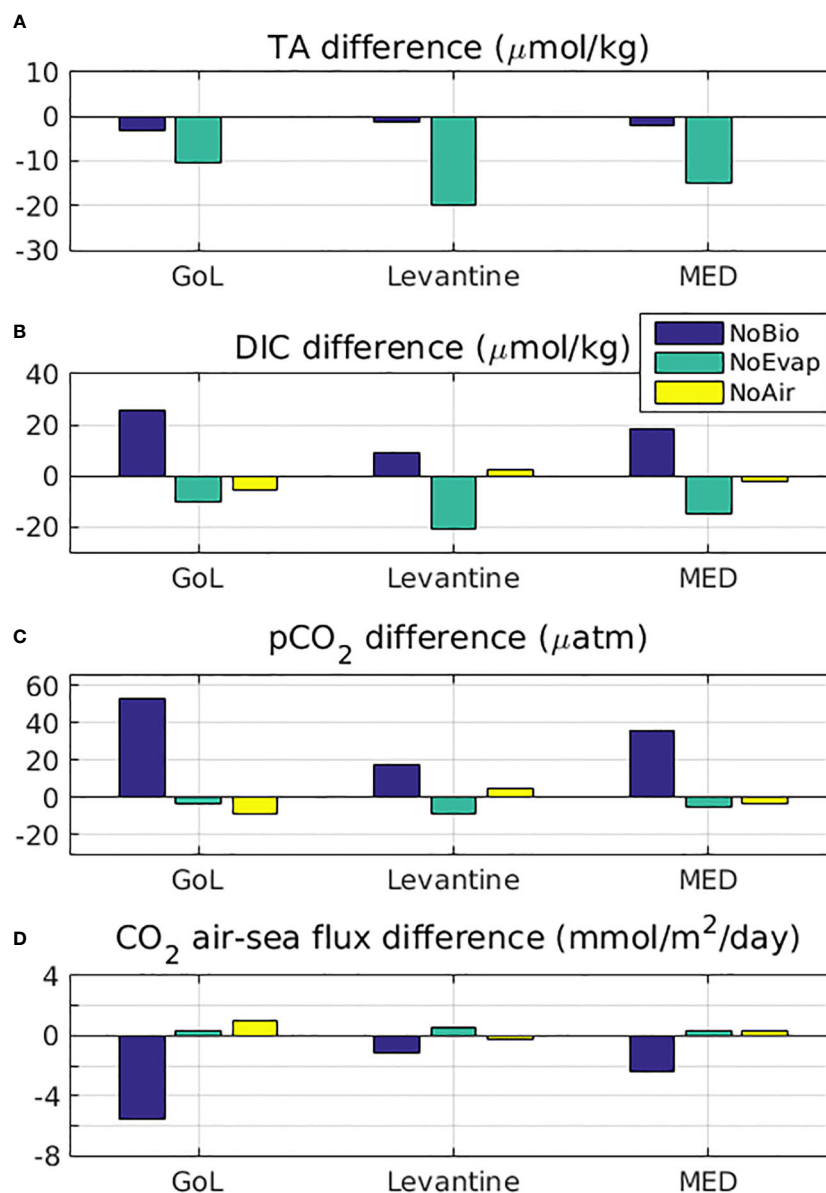 A
TA difference (μmol/kg)
10
0
-10
-20
-30
GoL Levantine MED
B
DIC difference (μmol/kg)
NoBio
NoEvap
NoAir
40
20
0
-20
GoL Levantine MED
C
pCO₂ difference (μatm)
60
40
20
0
-20
GoL Levantine MED
D
CO₂ air-sea flux difference (mmol/m²/day)
4
0
-4
-8
GoL Levantine MED